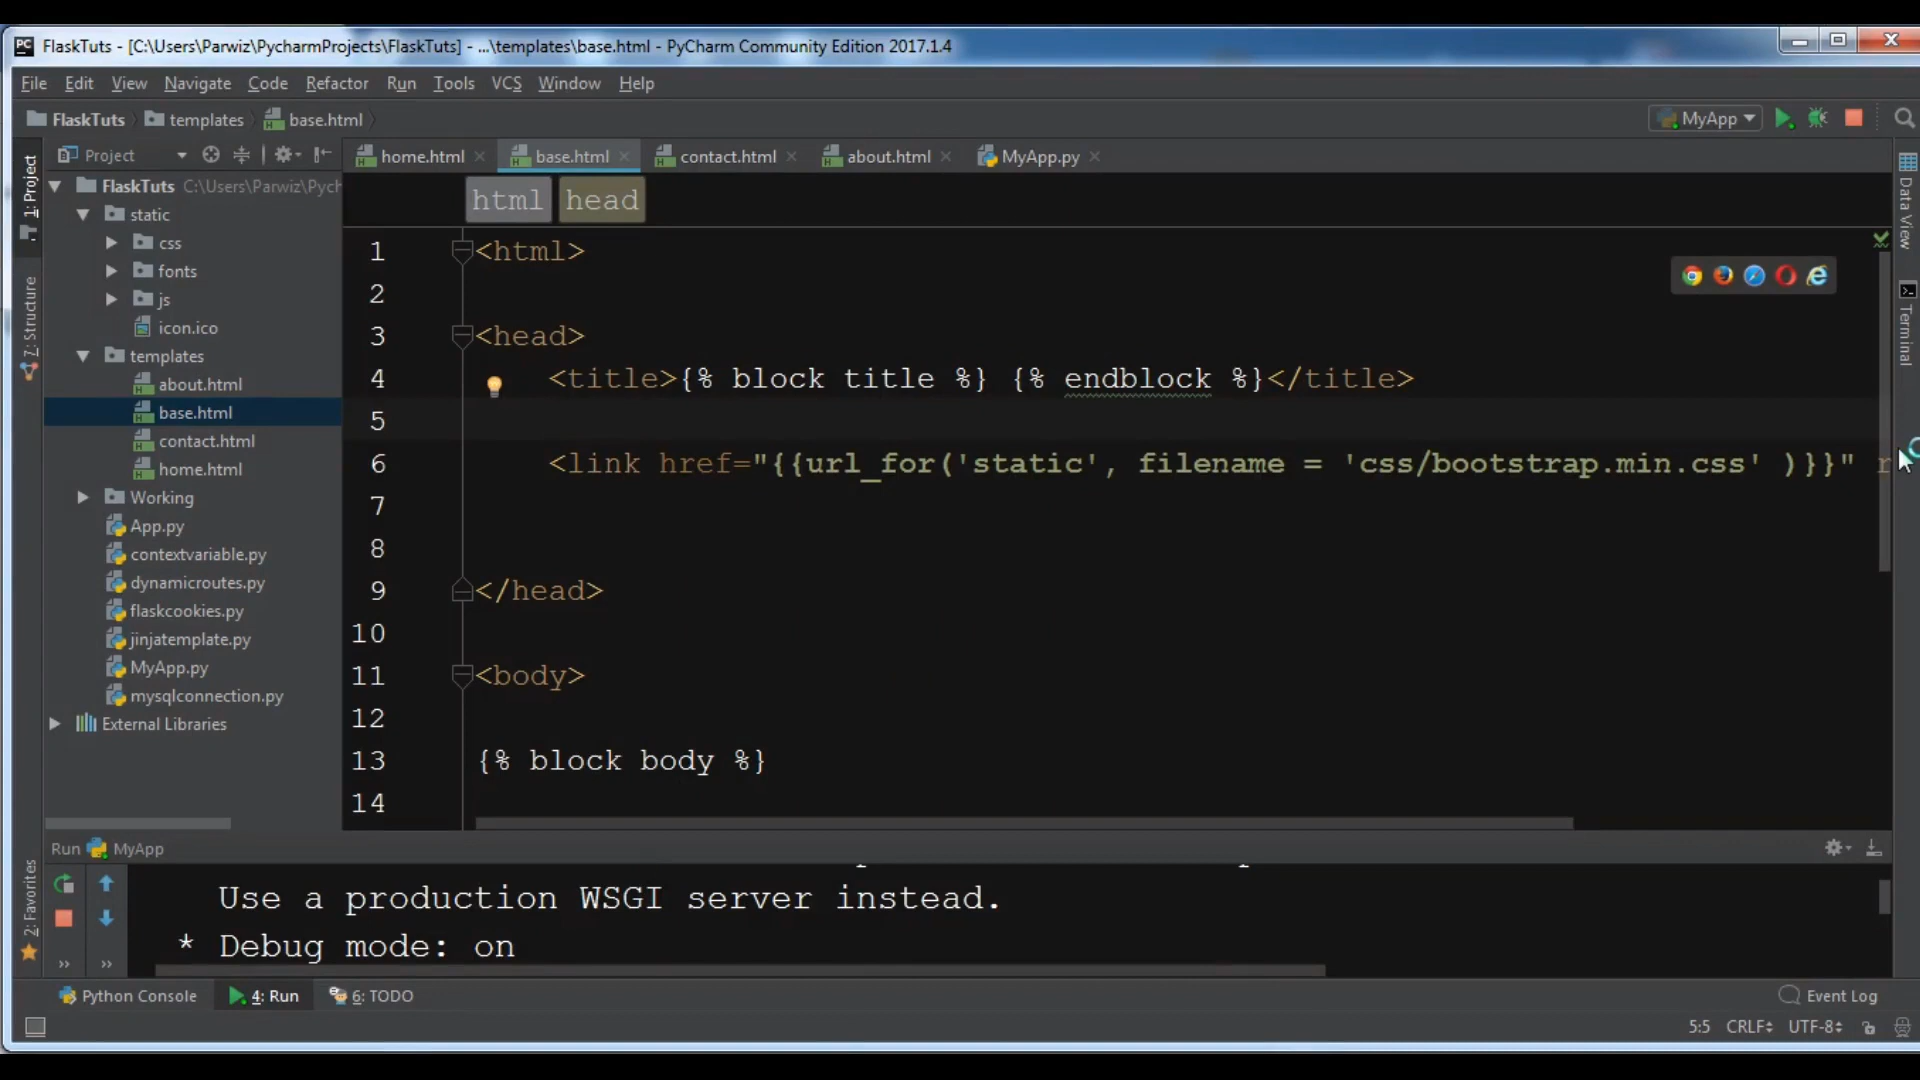 FlaskTuts - [C:\Users\Parwiz\PycharmProjects\FlaskTuts] - ...\templates\base.html - PyCharm Community Edition 2017.1.4
File Edit View Navigate Code Refactor Run Tools VCS Window Help
FlaskTuts templates base.html
MyApp
Project
home.html base.html contact.html about.html MyApp.py
1: Project
7: Structure
2: Favorites
FlaskTuts C:\Users\Parwiz\Pych
static
css
fonts
js
icon.ico
templates
about.html
base.html
contact.html
home.html
Working
App.py
contextvariable.py
dynamicroutes.py
flaskcookies.py
jinjatemplate.py
MyApp.py
mysqlconnection.py
External Libraries
html head
1 <html>
2
3 <head>
4 <title>{% block title %} {% endblock %}</title>
5
6 <link href="{{url_for('static', filename = 'css/bootstrap.min.css' )}}" r
7
8
9 </head>
10
11 <body>
12
13 {% block body %}
14
Data View
Terminal
Run MyApp
Use a production WSGI server instead.
* Debug mode: on
Python Console 4: Run 6: TODO
Event Log
5:5 CRLF UTF-8